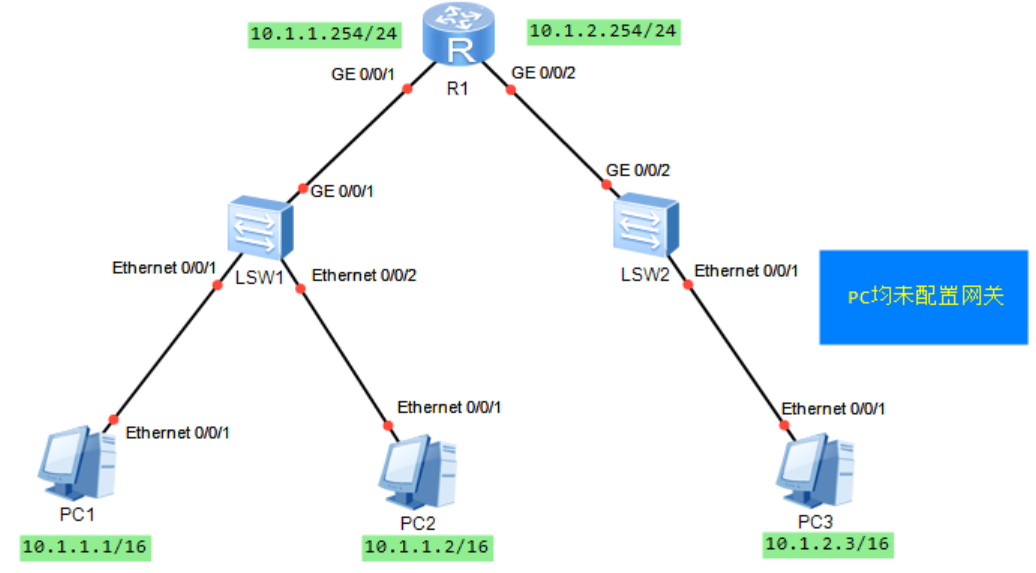 10.1.1.254/24
10.1.2.254/24
GE 0/0/1
GE 0/0/2
R
R1
GE 0/0/1
GE 0/0/2
Ethernet 0/0/1
LSW1
Ethernet 0/0/2
LSW2
Ethernet 0/0/1
PC均未配置网关
Ethernet 0/0/1
Ethernet 0/0/1
Ethernet 0/0/1
PC1
PC2
PC3
10.1.1.1/16
10.1.1.2/16
10.1.2.3/16